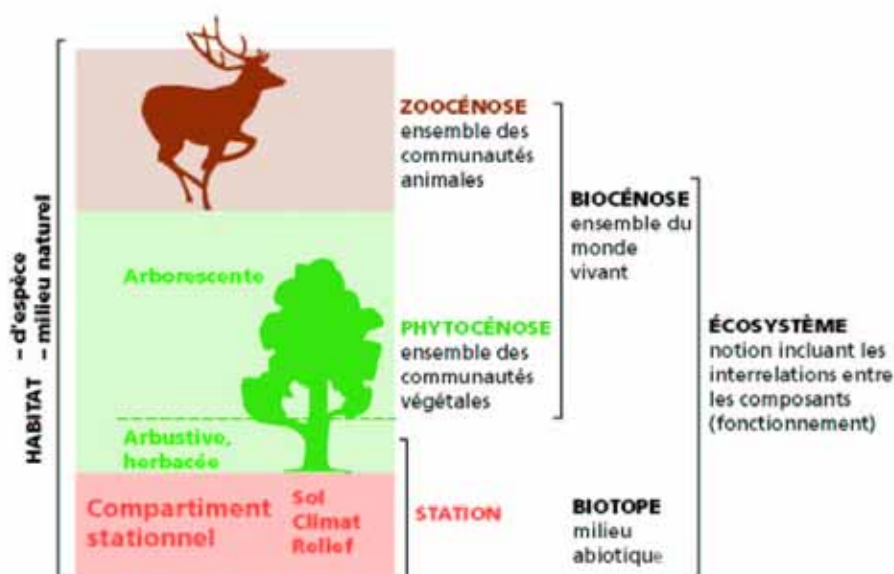 HABITAT
– d'espèce
– milieu naturel
ZOOCÉNOSE
ensemble des
communautés
animales
Arborescente
PHYTOCÉNOSE
ensemble des
communautés
végétales
Arbustive,
herbacée
Compartiment
stationnel
Sol
Climat
Relief
STATION
BIOCÉNOSE
ensemble du
monde
vivant
BIOTOPE
milieu
abiotique
ÉCOSYSTÈME
notion incluant les
interrelations entre
les composants
(fonctionnement)